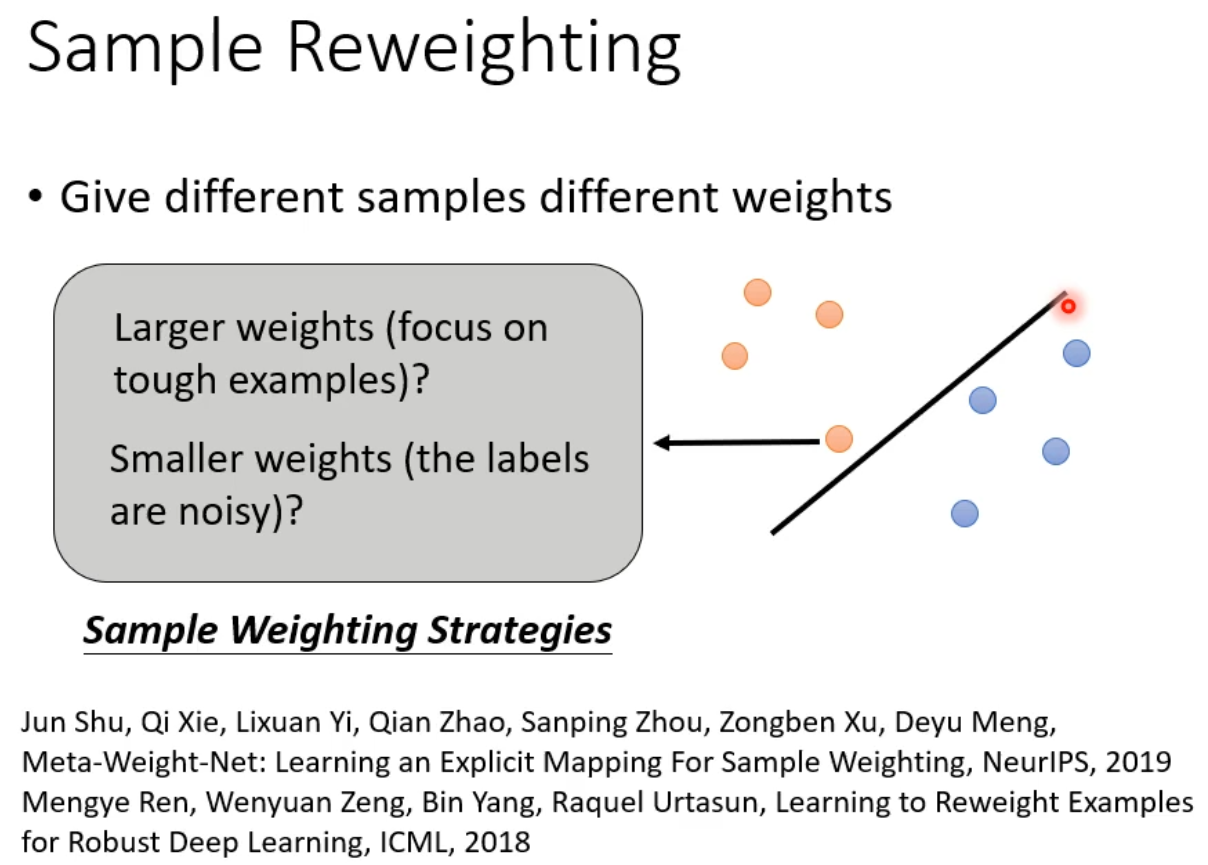 Sample Reweighting
• Give different samples different weights
Larger weights (focus on
tough examples)?
Smaller weights (the labels
are noisy)?
Sample Weighting Strategies
Jun Shu, Qi Xie, Lixuan Yi, Qian Zhao, Sanping Zhou, Zongben Xu, Deyu Meng,
Meta-Weight-Net: Learning an Explicit Mapping For Sample Weighting, NeurIPS, 2019
Mengye Ren, Wenyuan Zeng, Bin Yang, Raquel Urtasun, Learning to Reweight Examples
for Robust Deep Learning, ICML, 2018